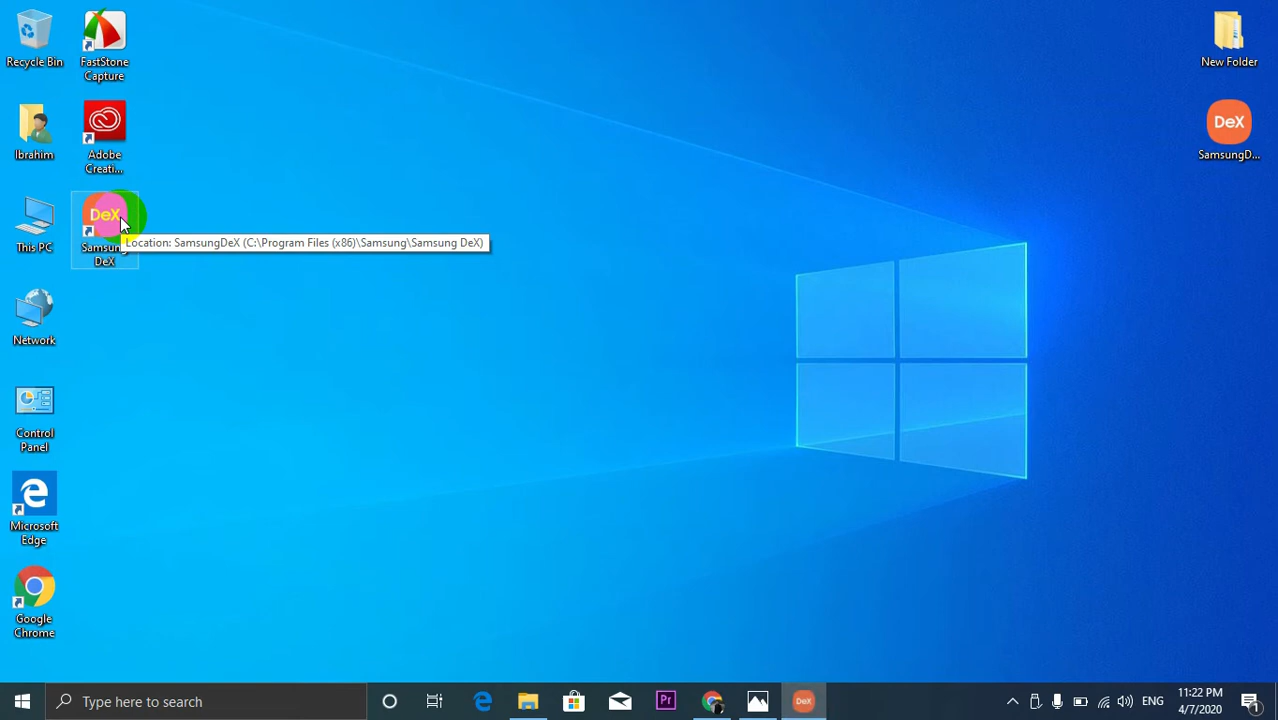 Recycle Bin
FastStone
Capture
New Folder
Ibrahim
Adobe
Creati...
DeX
SamsungD...
This PC
DeX
Samsung
DeX
Location: SamsungDeX (C:\Program Files (x86)\Samsung\Samsung DeX)
Network
Control
Panel
Microsoft
Edge
Google
Chrome
Type here to search
Pr
DeX
ENG
11:22 PM
4/7/2020
1